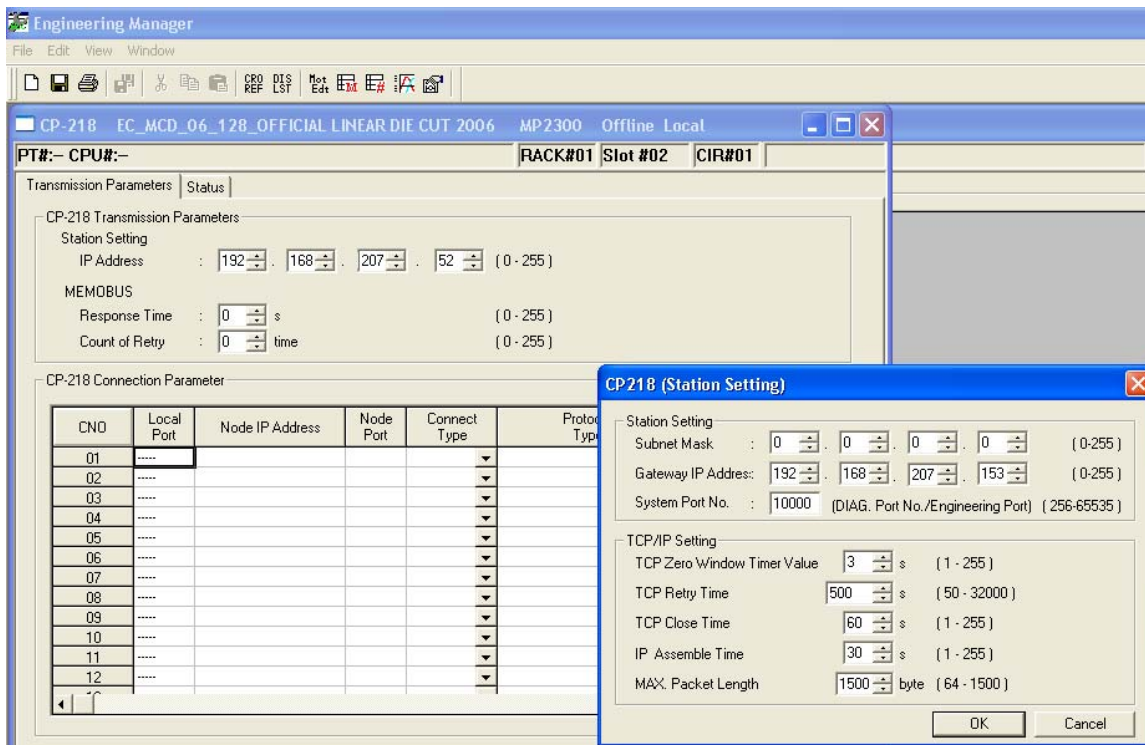 Engineering Manager
File Edit View Window
CRO REF DIS LST Mot Edt
CP-218 EC_MCD_06_128_OFFICIAL LINEAR DIE CUT 2006 MP2300 Offline Local
PT#:– CPU#:– RACK#01 Slot #02 CIR#01
Transmission Parameters Status
CP-218 Transmission Parameters
Station Setting
IP Address : 192 . 168 . 207 . 52 ( 0 - 255 )
MEMOBUS
Response Time : 0 s ( 0 - 255 )
Count of Retry : 0 time ( 0 - 255 )
CP-218 Connection Parameter
CNO Local Port Node IP Address Node Port Connect Type
01 -----
02 -----
03 -----
04 -----
05 -----
06 -----
07 -----
08 -----
09 -----
10 -----
11 -----
12 -----
CP218 (Station Setting)
Station Setting
Subnet Mask : 0 . 0 . 0 . 0 ( 0-255 )
Gateway IP Addres: 192 . 168 . 207 . 153 ( 0-255 )
System Port No. : 10000 (DIAG. Port No./Engineering Port) ( 256-65535 )
TCP/IP Setting
TCP Zero Window Timer Value 3 s ( 1 - 255 )
TCP Retry Time 500 s ( 50 - 32000 )
TCP Close Time 60 s ( 1 - 255 )
IP Assemble Time 30 s ( 1 - 255 )
MAX. Packet Length 1500 byte ( 64 - 1500 )
OK Cancel